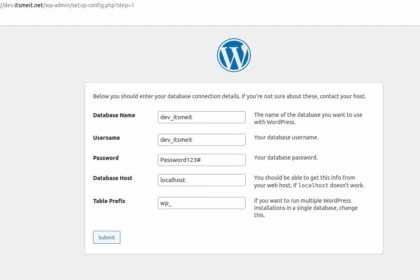 //dev.itsmeit.net/wp-admin/setup-config.php?step=1
Below you should enter your database connection details. If you're not sure about these, contact your host.
Database Name
dev_itsmeit
The name of the database you want to
use with WordPress.
Username
dev_itsmeit
Your database username.
Password
Password123#
Your database password.
Database Host
localhost
You should be able to get this info
from your web host, if localhost doesn't work.
Table Prefix
wp_
If you want to run multiple WordPress
installations in a single database, change
this.
Submit